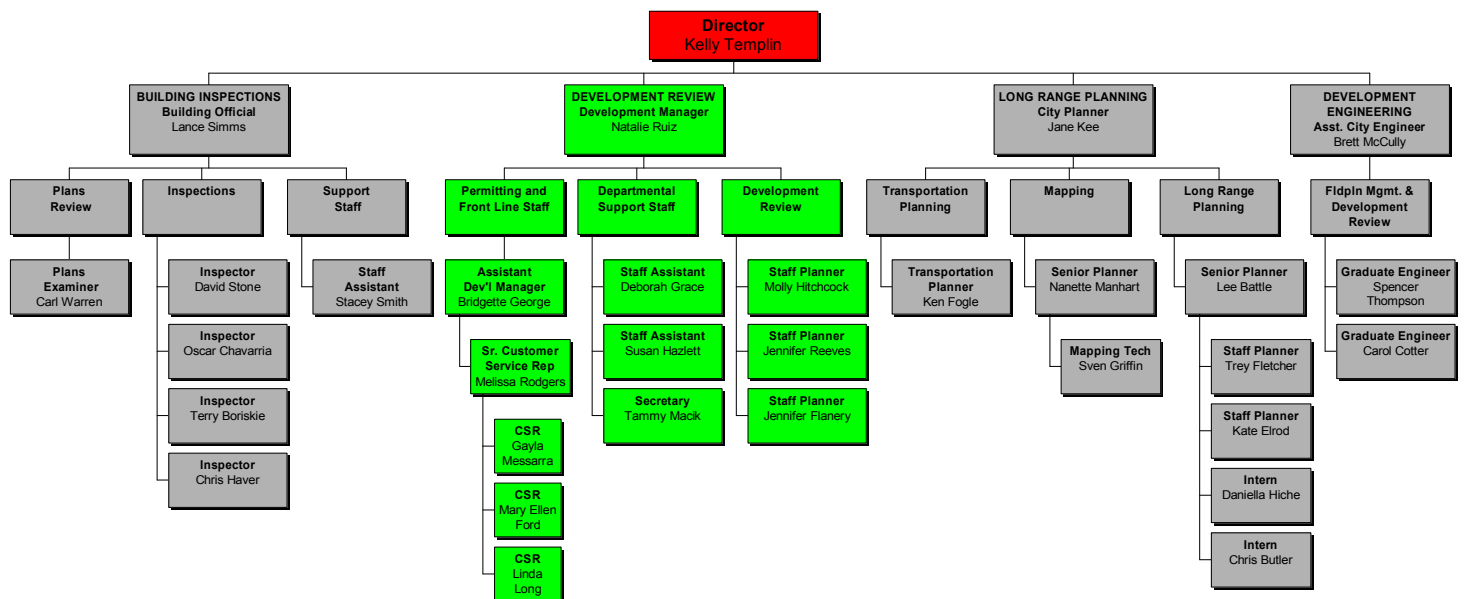 Director
Kelly Templin
BUILDING INSPECTIONS
Building Official
Lance Simms
DEVELOPMENT REVIEW
Development Manager
Natalie Ruiz
LONG RANGE PLANNING
City Planner
Jane Kee
DEVELOPMENT
ENGINEERING
Asst. City Engineer
Brett McCully
Plans
Review
Inspections
Support
Staff
Permitting and
Front Line Staff
Departmental
Support Staff
Development
Review
Transportation
Planning
Mapping
Long Range
Planning
Fldpln Mgmt. &
Development
Review
Plans
Examiner
Carl Warren
Inspector
David Stone
Inspector
Oscar Chavarria
Inspector
Terry Boriskie
Inspector
Chris Haver
Staff
Assistant
Stacey Smith
Assistant
Dev'l Manager
Bridgette George
Sr. Customer
Service Rep
Melissa Rodgers
CSR
Gayla
Messarra
CSR
Mary Ellen
Ford
CSR
Linda
Long
Staff Assistant
Deborah Grace
Staff Assistant
Susan Hazlett
Secretary
Tammy Macik
Staff Planner
Molly Hitchcock
Staff Planner
Jennifer Reeves
Staff Planner
Jennifer Flanery
Transportation
Planner
Ken Fogle
Senior Planner
Nanette Manhart
Mapping Tech
Sven Griffin
Senior Planner
Lee Battle
Staff Planner
Trey Fletcher
Staff Planner
Kate Elrod
Intern
Daniella Hiche
Intern
Chris Butler
Graduate Engineer
Spencer
Thompson
Graduate Engineer
Carol Cotter